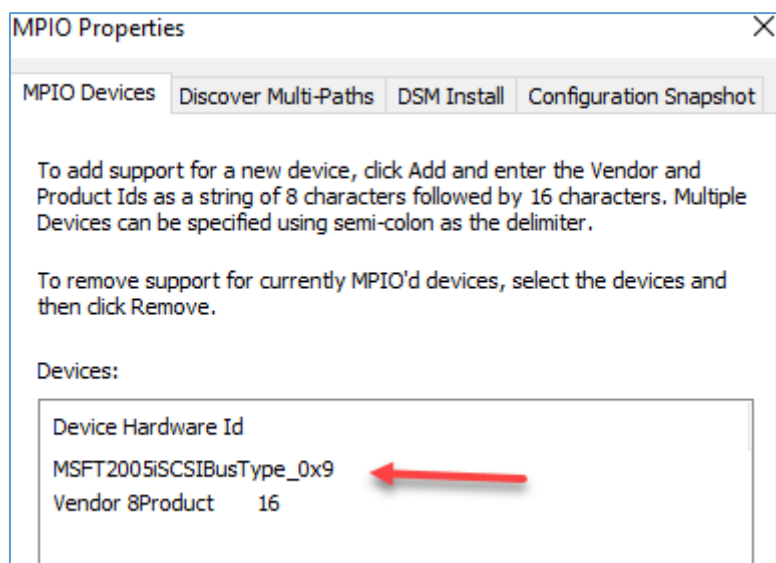 MPIO Properties
MPIO Devices Discover Multi-Paths DSM Install Configuration Snapshot
To add support for a new device, click Add and enter the Vendor and
Product Ids as a string of 8 characters followed by 16 characters. Multiple
Devices can be specified using semi-colon as the delimiter.
To remove support for currently MPIO'd devices, select the devices and
then click Remove.
Devices:
Device Hardware Id
MSFT2005iSCSIBusType_0x9
Vendor 8Product 16